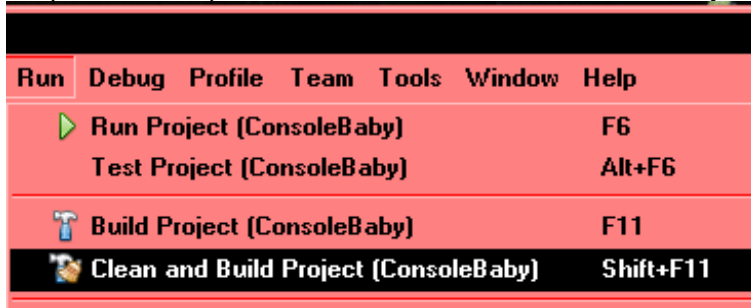 Run Debug Profile Team Tools Window Help
Run Project (ConsoleBaby) F6
Test Project (ConsoleBaby) Alt+F6
Build Project (ConsoleBaby) F11
Clean and Build Project (ConsoleBaby) Shift+F11